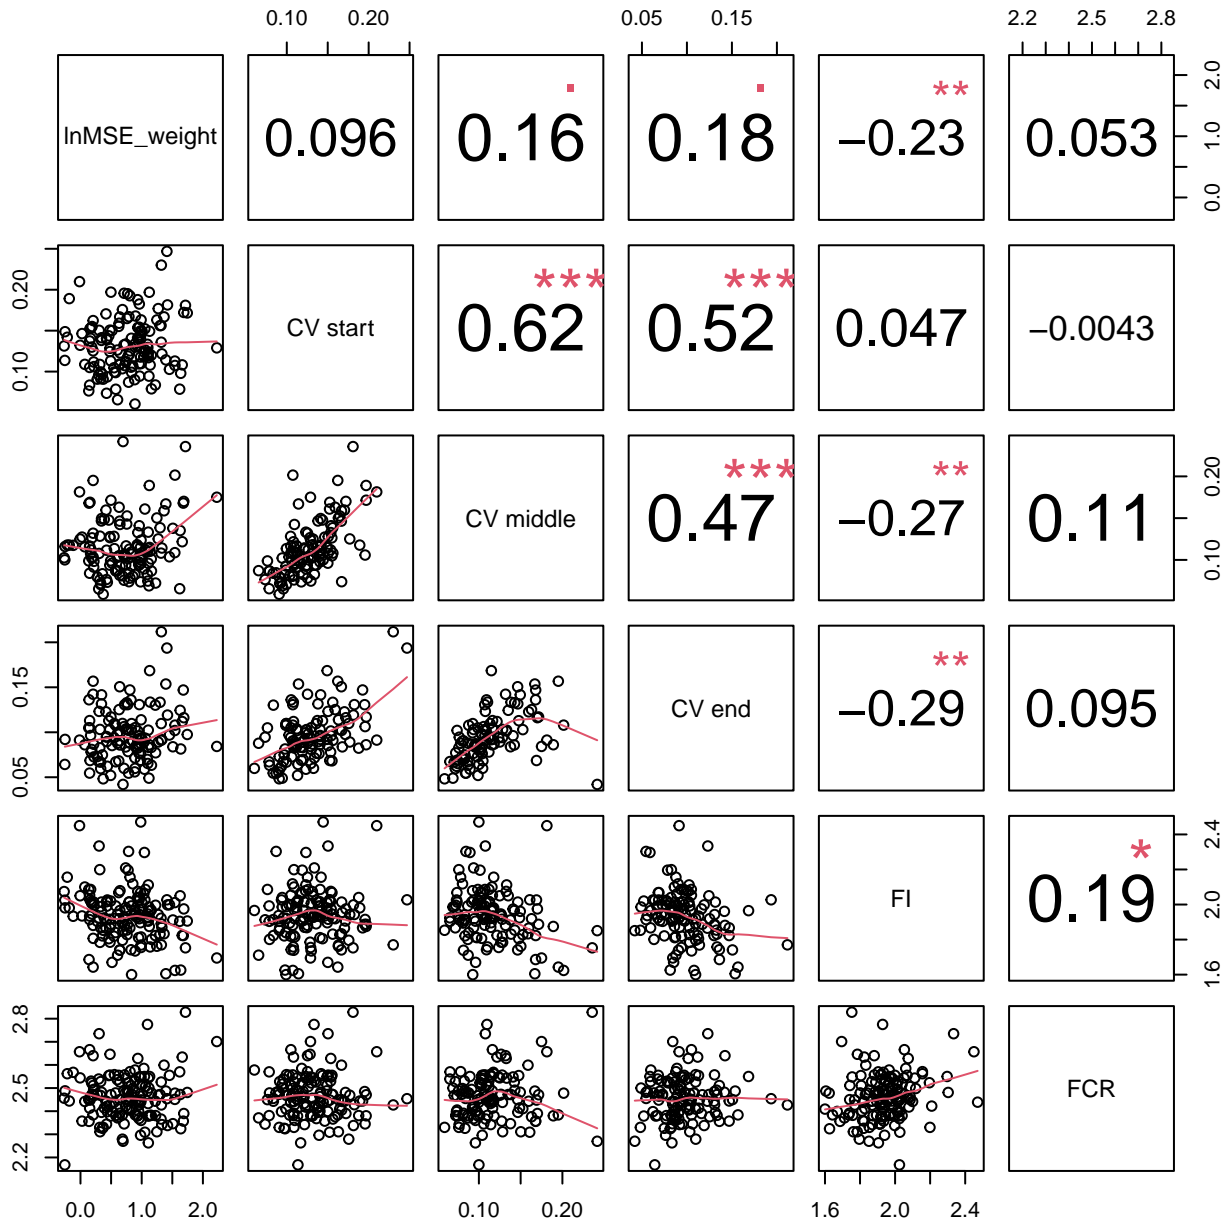 0.10 0.20 0.05 0.15 2.2 2.5 2.8
. . **
lnMSE_weight 0.096 0.16 0.18 −0.23 0.053 0.0 1.0 2.0
*** ***
0.10 0.20 CV start 0.62 0.52 0.047 −0.0043
*** **
CV middle 0.47 −0.27 0.11 0.10 0.20
**
0.05 0.15 CV end −0.29 0.095
*
FI 0.19 1.6 2.0 2.4
2.2 2.5 2.8 FCR
0.0 1.0 2.0 0.10 0.20 1.6 2.0 2.4